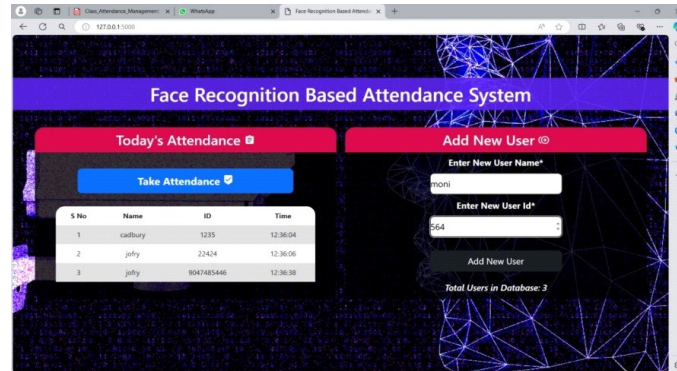 Class_Attendance_Management
WhatsApp
Face Recognition Based Attend
127.0.0.1:5000
Face Recognition Based Attendance System
Today's Attendance
Take Attendance
S No Name ID Time
1 cadbury 1235 12:36:04
2 jofry 22424 12:36:06
3 jofry 9047485446 12:36:38
Add New User
Enter New User Name*
moni
Enter New User Id*
564
Add New User
Total Users in Database: 3